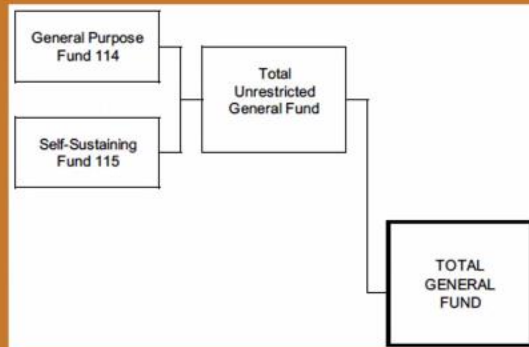 General Purpose
Fund 114
Total
Unrestricted
General Fund
Self-Sustaining
Fund 115
TOTAL
GENERAL
FUND